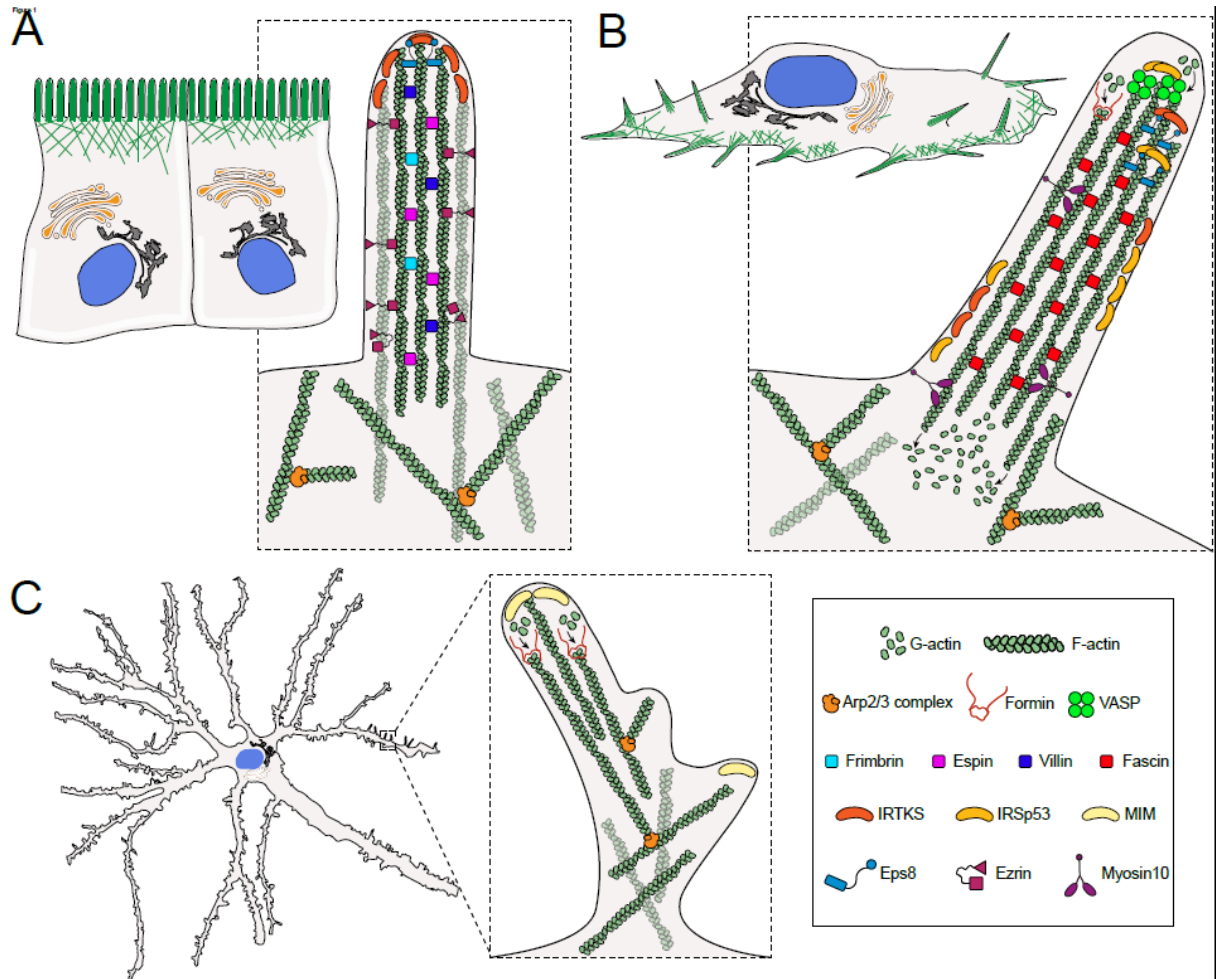 Figure 1
A
B
C
G-actin
F-actin
Arp2/3 complex
Formin
VASP
Frimbrin
Espin
Villin
Fascin
IRTKS
IRSp53
MIM
Eps8
Ezrin
Myosin10